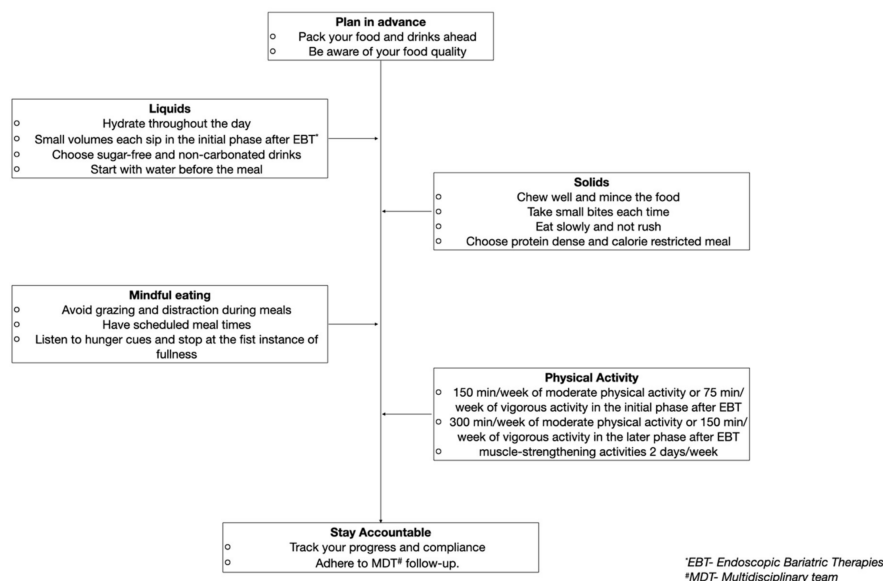 Plan in advance
o Pack your food and drinks ahead
o Be aware of your food quality
Liquids
o Hydrate throughout the day
o Small volumes each sip in the initial phase after EBT*
o Choose sugar-free and non-carbonated drinks
o Start with water before the meal
Solids
o Chew well and mince the food
o Take small bites each time
o Eat slowly and not rush
o Choose protein dense and calorie restricted meal
Mindful eating
o Avoid grazing and distraction during meals
o Have scheduled meal times
o Listen to hunger cues and stop at the fist instance of
fullness
Physical Activity
o 150 min/week of moderate physical activity or 75 min/
week of vigorous activity in the initial phase after EBT
o 300 min/week of moderate physical activity or 150 min/
week of vigorous activity in the later phase after EBT
o muscle-strengthening activities 2 days/week
Stay Accountable
o Track your progress and compliance
o Adhere to MDT# follow-up.
*EBT- Endoscopic Bariatric Therapies
#MDT- Multidisciplinary team